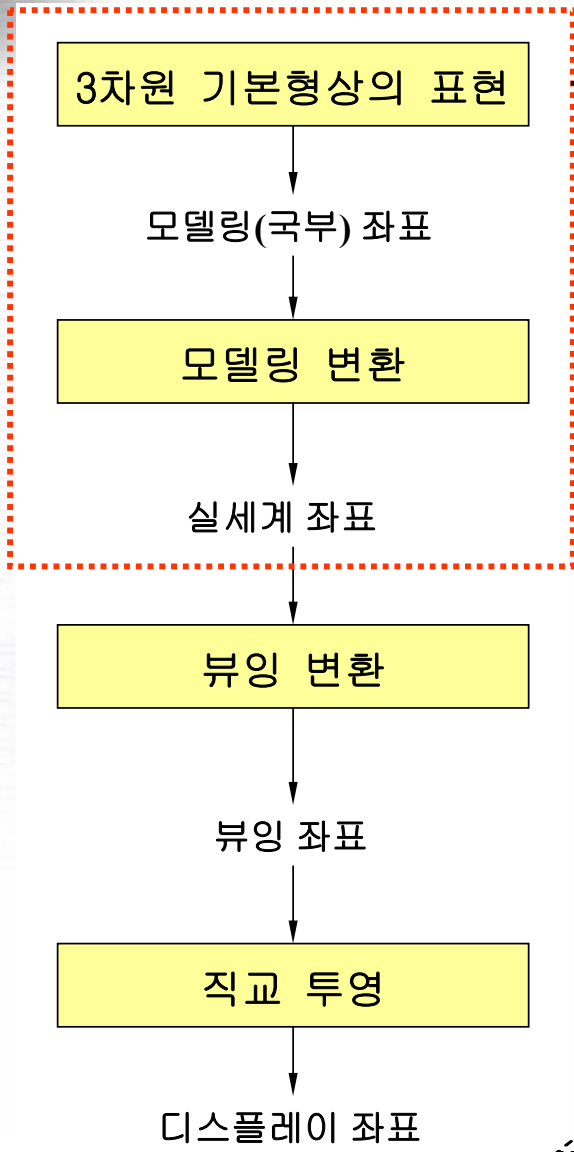 3차원 기본형상의 표현
모델링(국부) 좌표
모델링 변환
실세계 좌표
뷰잉 변환
뷰잉 좌표
직교 투영
디스플레이 좌표